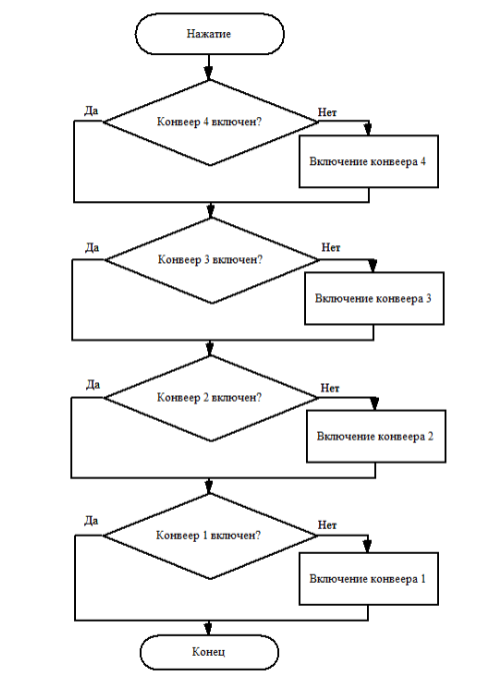 Нажатие
Да
Нет
Конвеер 4 включен?
Включение конвеера 4
Да
Нет
Конвеер 3 включен?
Включение конвеера 3
Да
Нет
Конвеер 2 включен?
Включение конвеера 2
Да
Нет
Конвеер 1 включен?
Включение конвеера 1
Конец